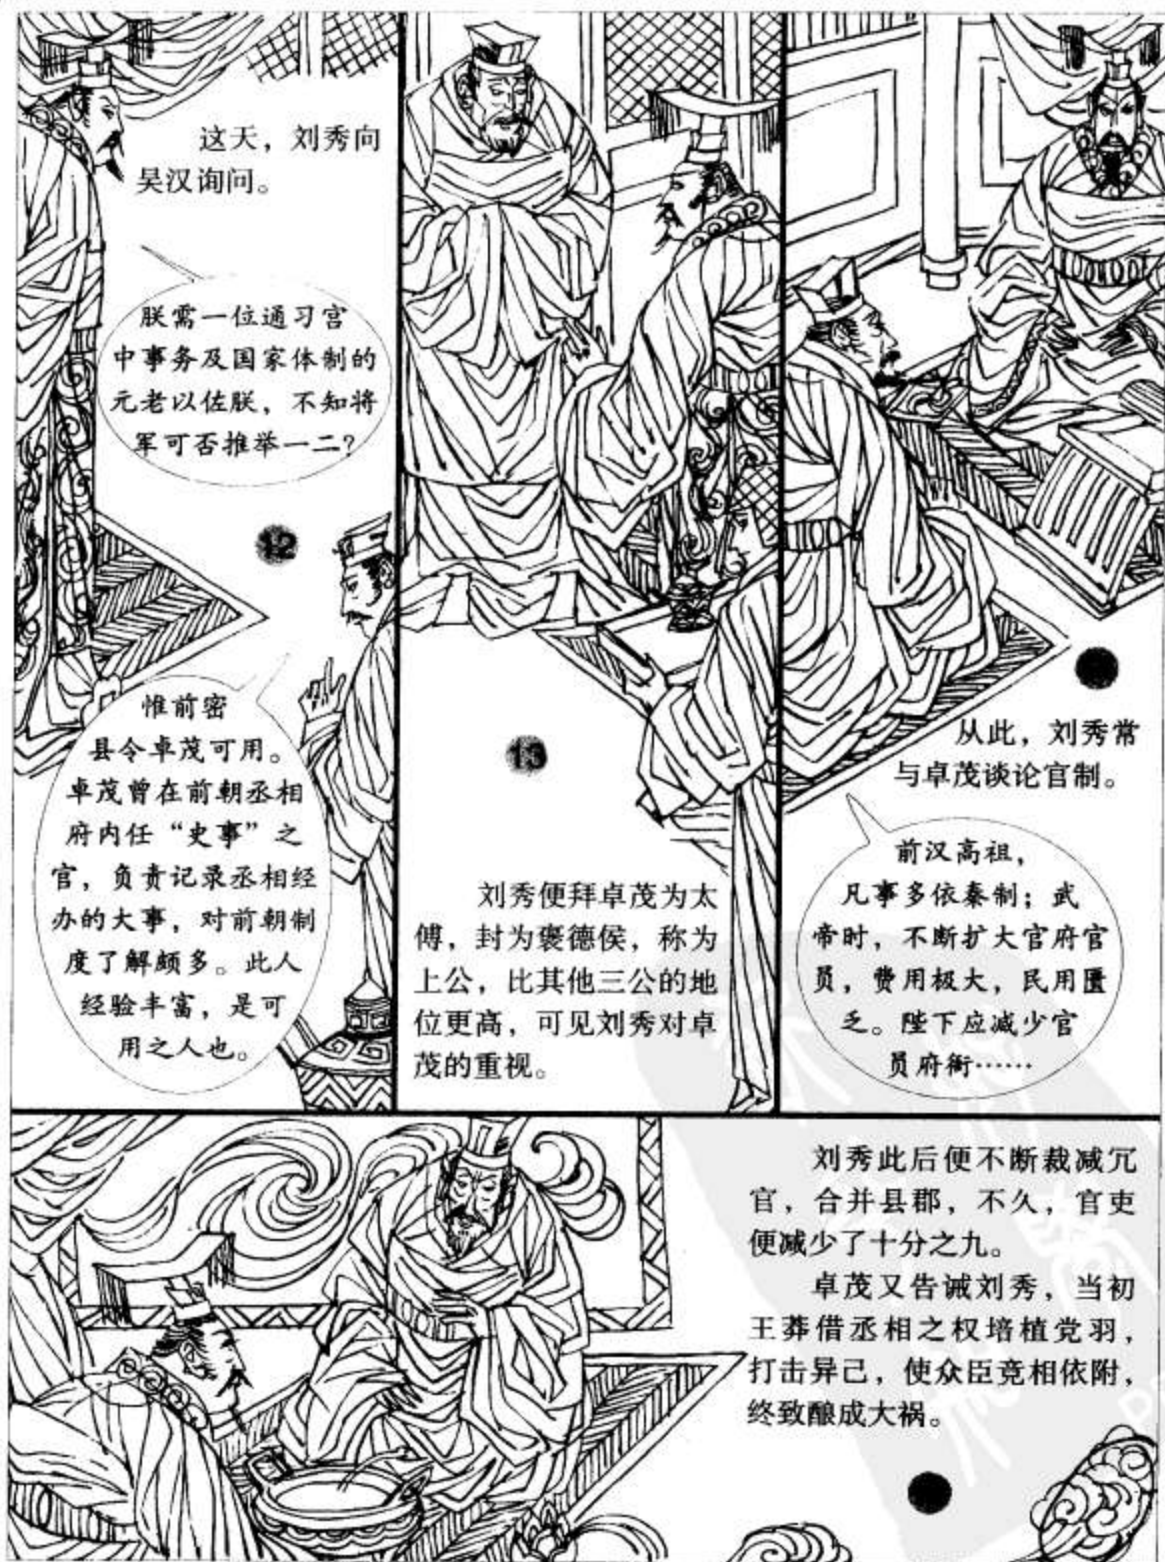 这天，刘秀向
吴汉询问。
朕需一位通习宫
中事务及国家体制的
元老以佐朕，不知将
军可否推举一二？
12
惟前密
县令卓茂可用。
卓茂曾在前朝丞相
府内任“史事”之
官，负责记录丞相经
办的大事，对前朝制
度了解颇多。此人
经验丰富，是可
用之人也。
13
刘秀便拜卓茂为太
傅，封为褒德侯，称为
上公，比其他三公的地
位更高，可见刘秀对卓
茂的重视。
从此，刘秀常
与卓茂谈论官制。
前汉高祖，
凡事多依秦制；武
帝时，不断扩大官府官
员，费用极大，民用匮
乏。陛下应减少官
员府衙……
刘秀此后便不断裁减冗
官，合并县郡，不久，官吏
便减少了十分之九。
卓茂又告诫刘秀，当初
王莽借丞相之权培植党羽，
打击异己，使众臣竞相依附，
终致酿成大祸。